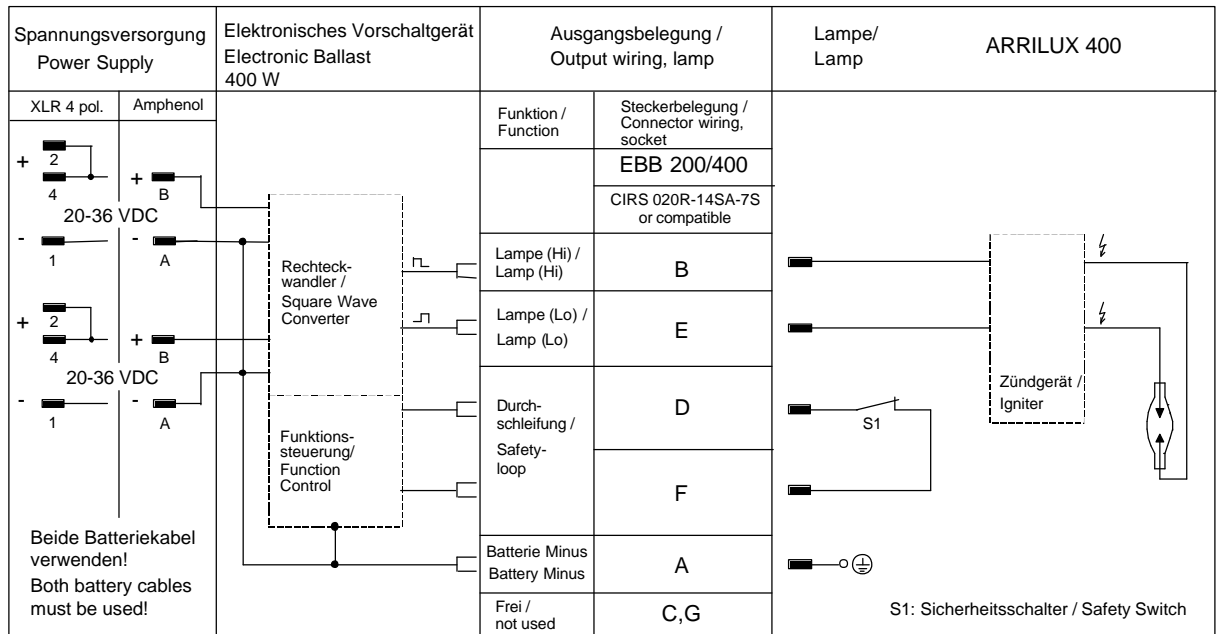 Spannungsversorgung
Power Supply
Elektronisches Vorschaltgerät
Electronic Ballast
400 W
Ausgangsbelegung /
Output wiring, lamp
Lampe/
Lamp
ARRILUX 400
XLR 4 pol.
Amphenol
Funktion /
Function
Steckerbelegung /
Connector wiring,
socket
EBB 200/400
CIRS 020R-14SA-7S
or compatible
+
2
4
+
B
20-36 VDC
-
1
-
A
+
2
4
+
B
20-36 VDC
-
1
-
A
Beide Batteriekabel
verwenden!
Both battery cables
must be used!
Rechteck-
wandler /
Square Wave
Converter
Funktions-
steuerung/
Function
Control
Lampe (Hi) /
Lamp (Hi)
B
Lampe (Lo) /
Lamp (Lo)
E
Durch-
schleifung /
Safety-
loop
D
F
Batterie Minus
Battery Minus
A
Frei /
not used
C,G
S1
Zündgerät /
Igniter
S1: Sicherheitsschalter / Safety Switch